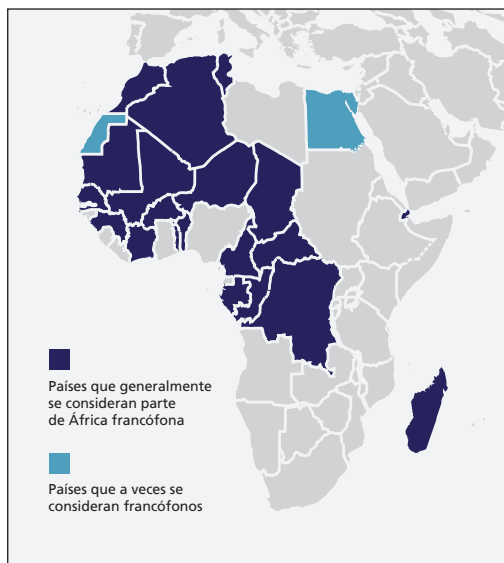 Países que generalmente
se consideran parte
de África francófona
Países que a veces se
consideran francófonos